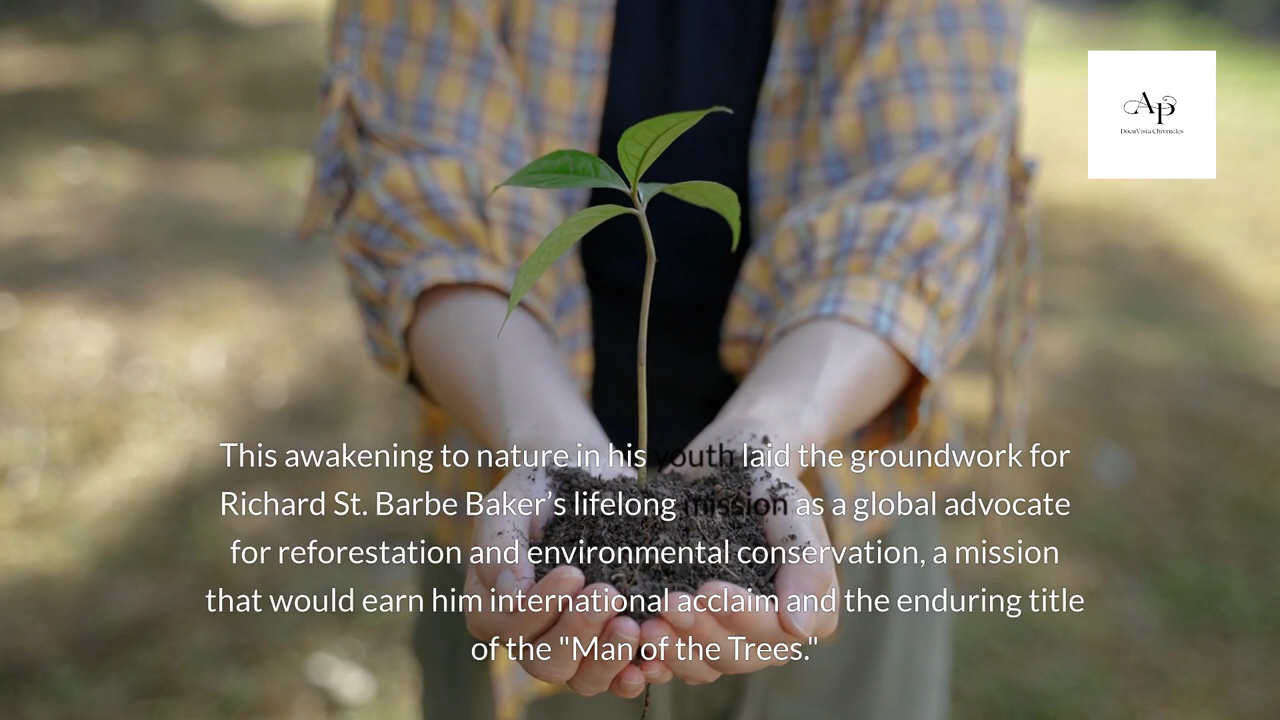 AP
DocuVista Chronicles
This awakening to nature in his youth laid the groundwork for
Richard St. Barbe Baker’s lifelong mission as a global advocate
for reforestation and environmental conservation, a mission
that would earn him international acclaim and the enduring title
of the "Man of the Trees."